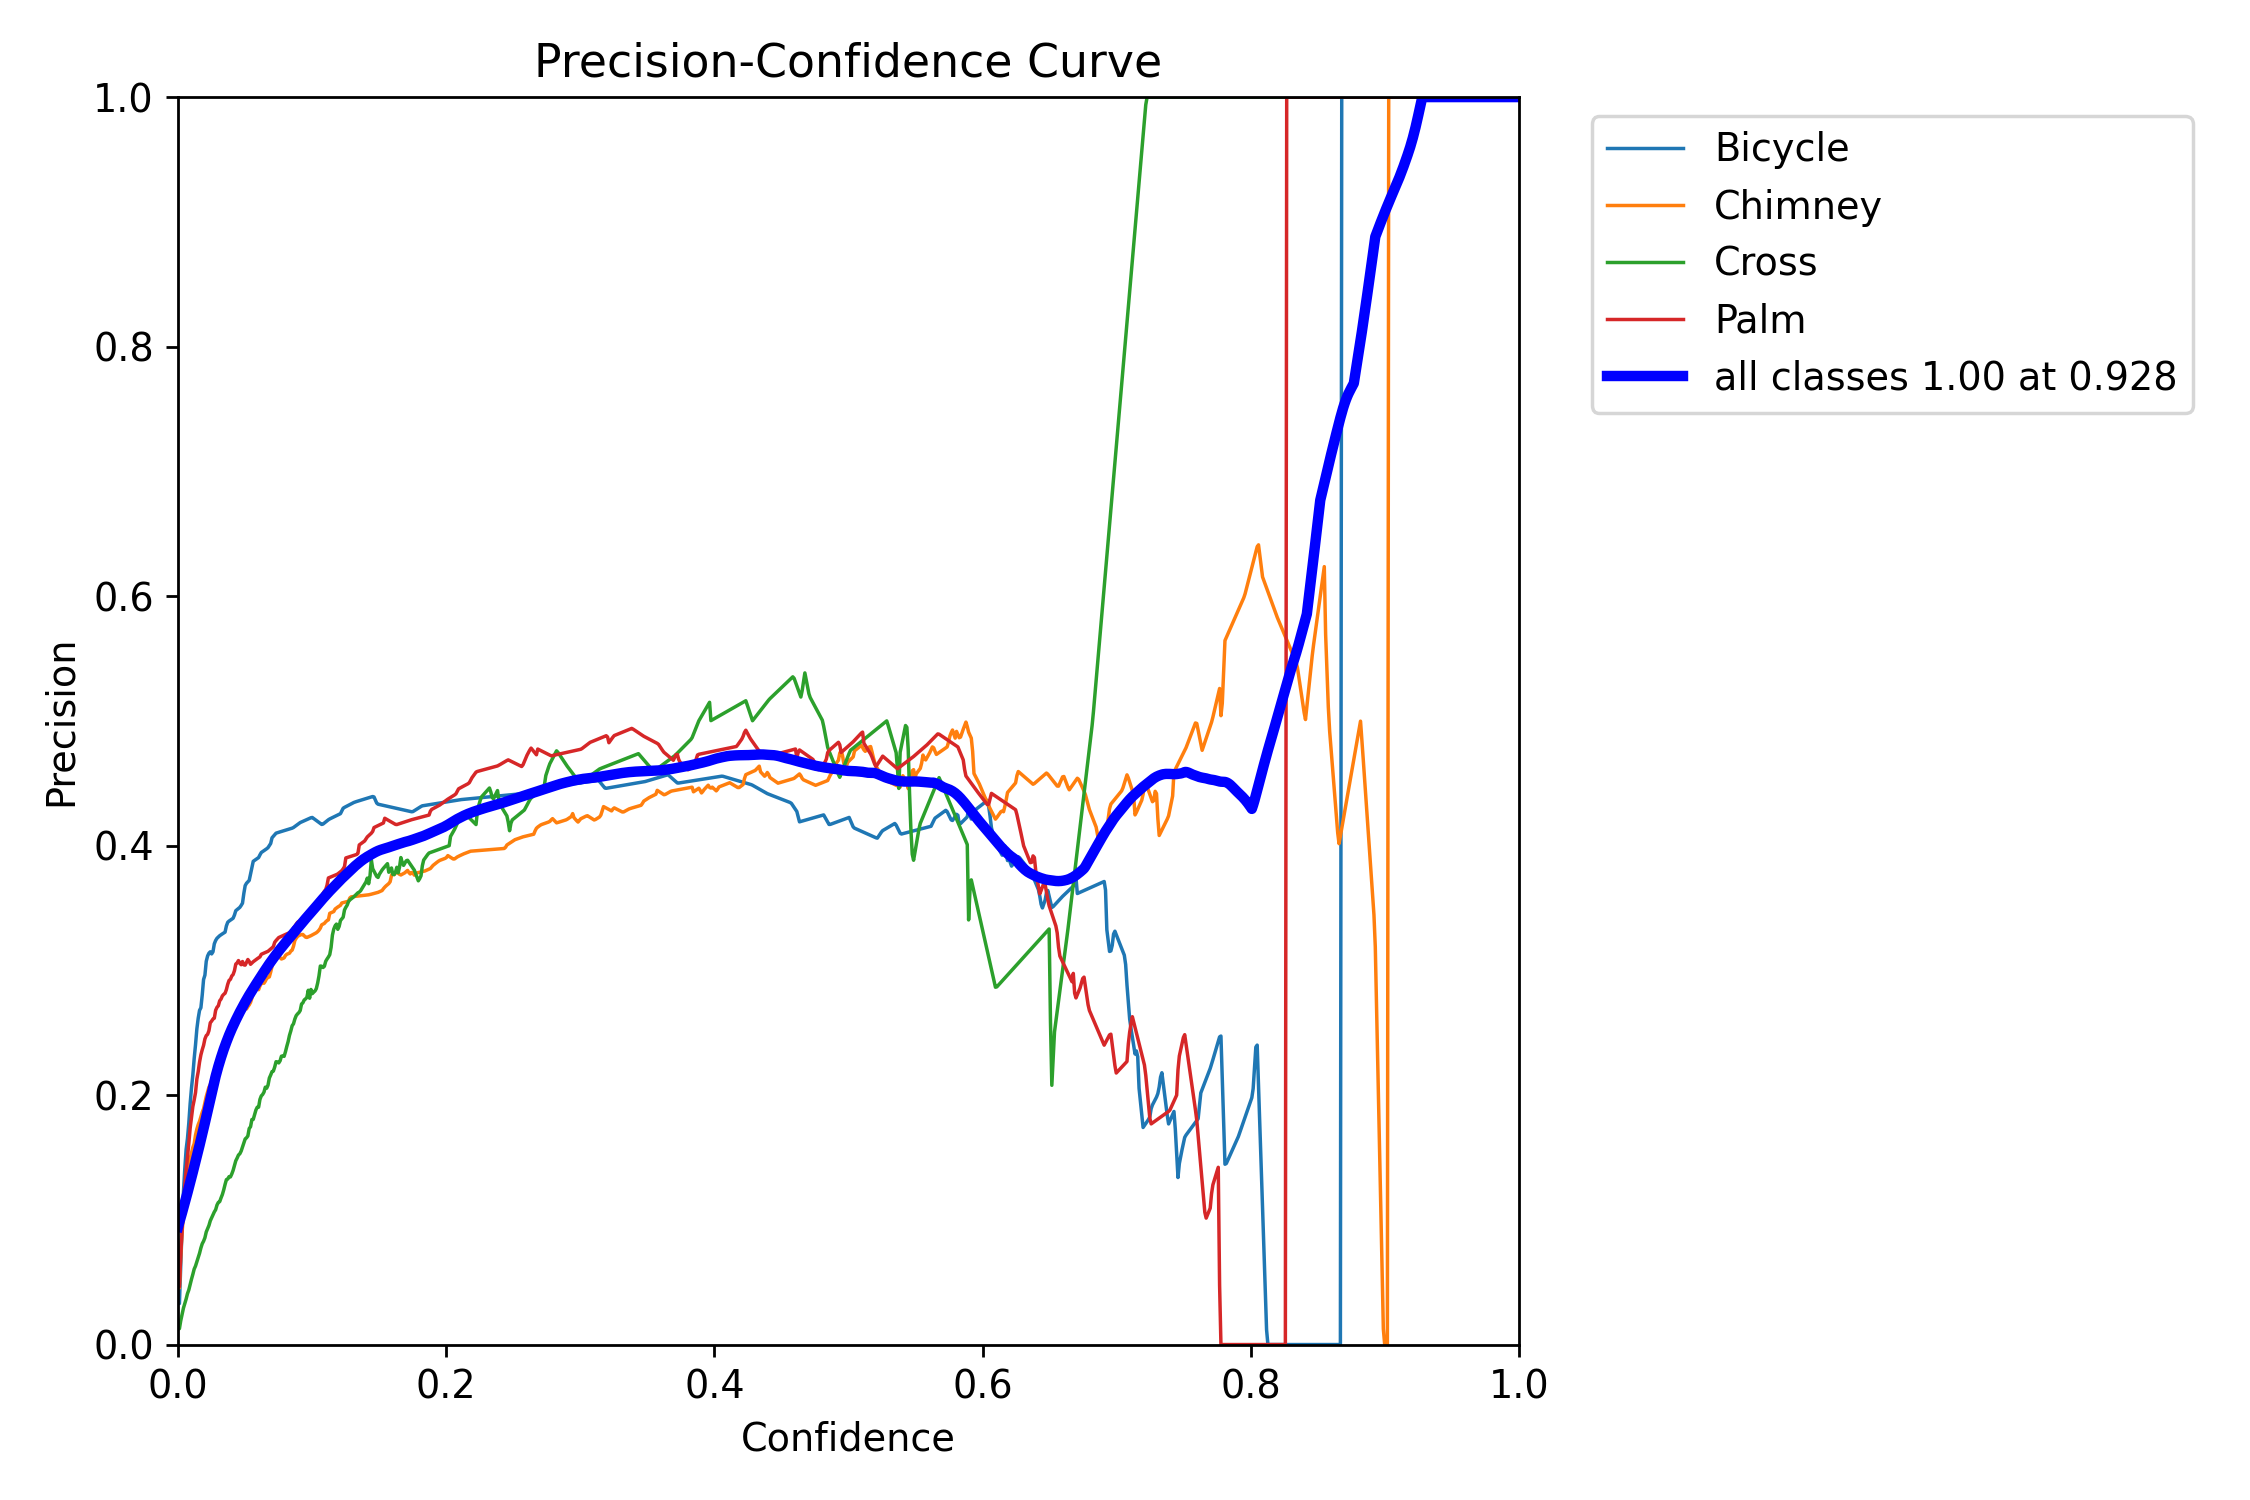 Precision-Confidence Curve
1.0
0.8
0.6
0.4
0.2
0.0
Precision
0.0 0.2 0.4 0.6 0.8 1.0
Confidence
Bicycle
Chimney
Cross
Palm
all classes 1.00 at 0.928